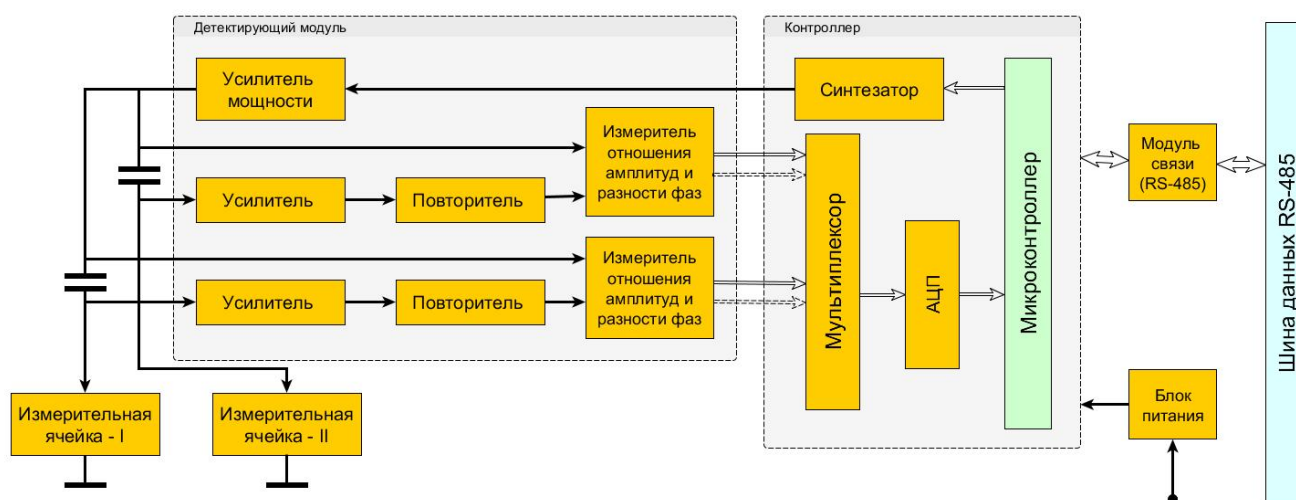 Детектирующий модуль
Контроллер
Усилитель
мощности
Синтезатор
Измеритель
отношения
амплитуд и
разности фаз
Усилитель
Повторитель
Измеритель
отношения
амплитуд и
разности фаз
Усилитель
Повторитель
Мультиплексор
АЦП
Микроконтроллер
Модуль
связи
(RS-485)
Шина данных RS-485
Блок
питания
Измерительная
ячейка - I
Измерительная
ячейка - II